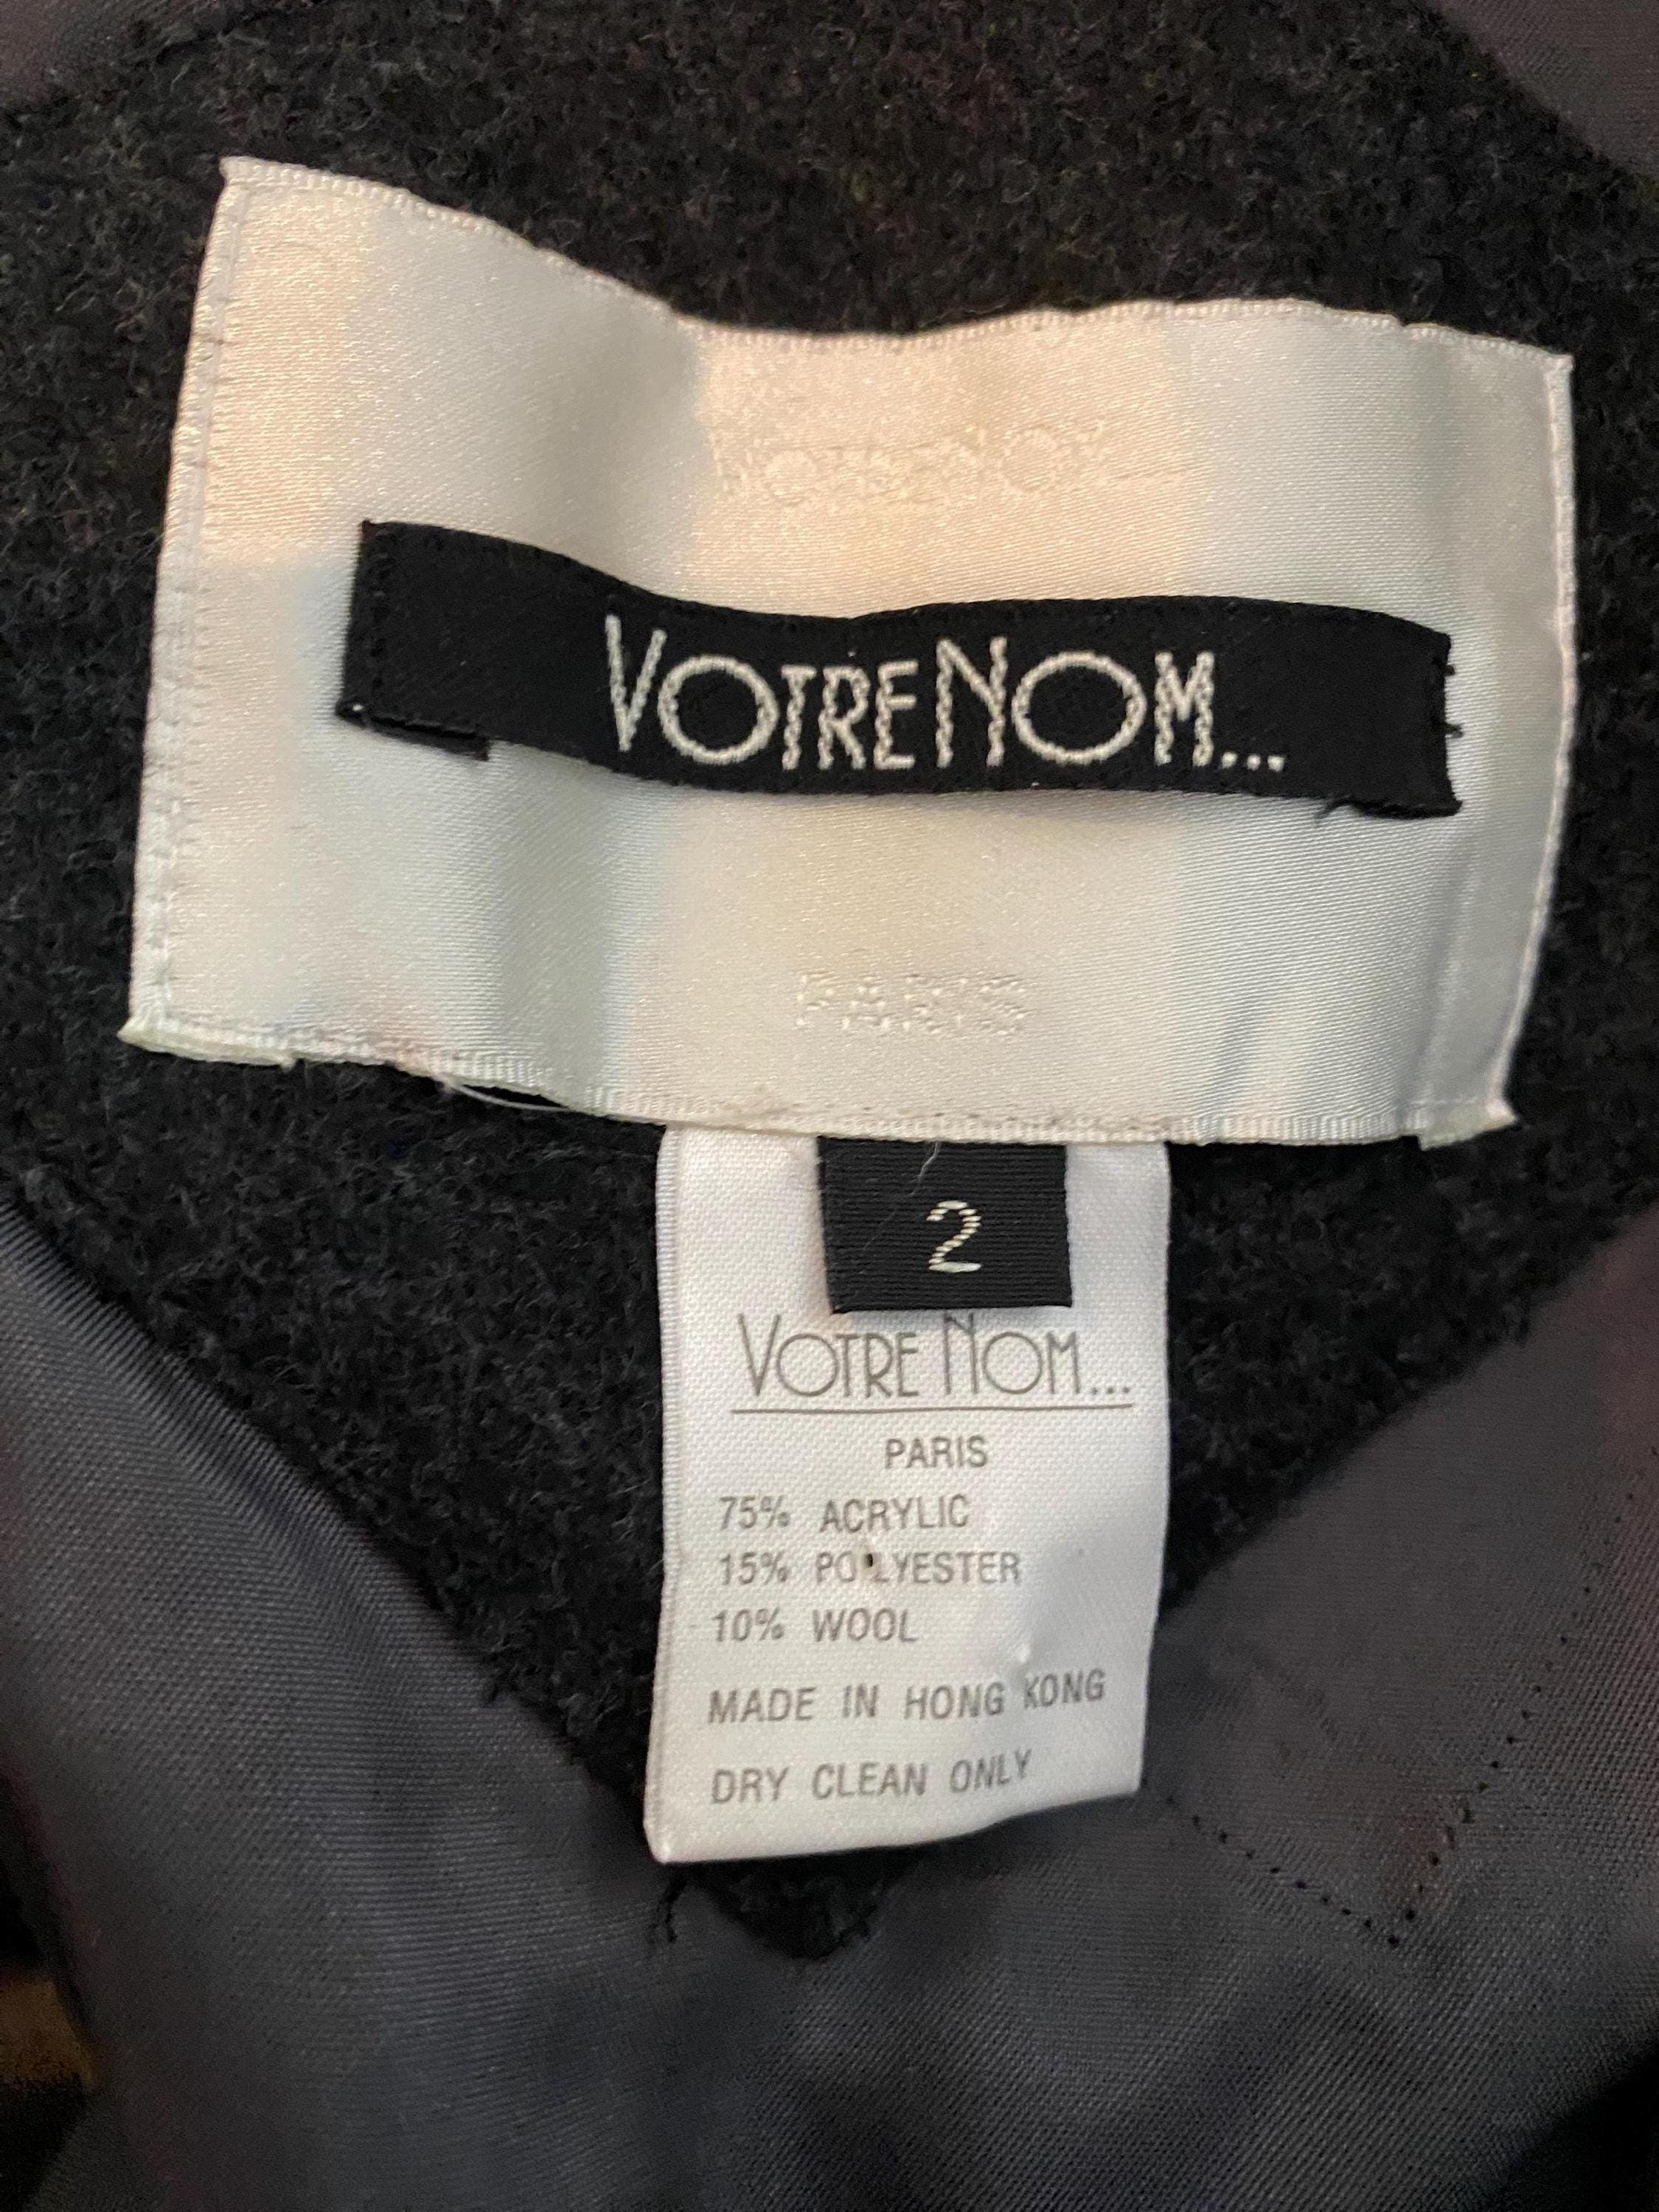 VOTRE NOM...
PARIS
2
VOTRE NOM...
PARIS
75% ACRYLIC
15% POLYESTER
10% WOOL
MADE IN HONG KONG
DRY CLEAN ONLY